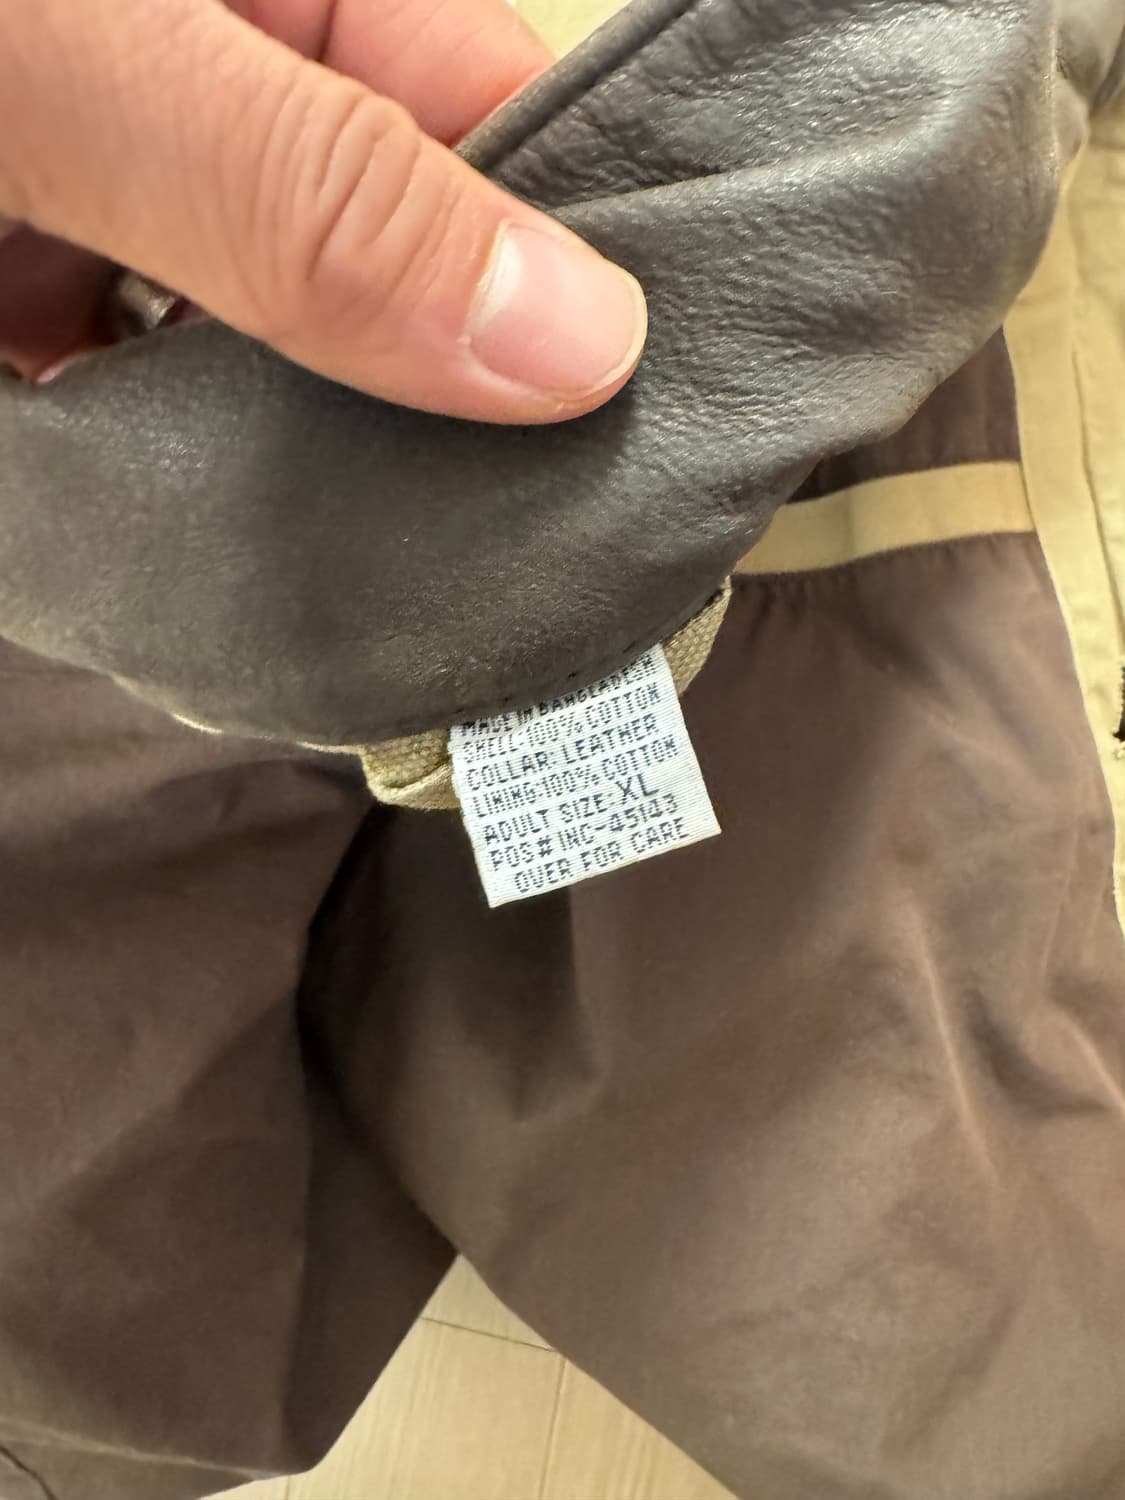 MADE IN BANGLADESH
SHELL:100% COTTON
COLLAR: LEATHER
LINING:100% COTTON
ADULT SIZE:XL
POS# INC-45143
OVER FOR CARE